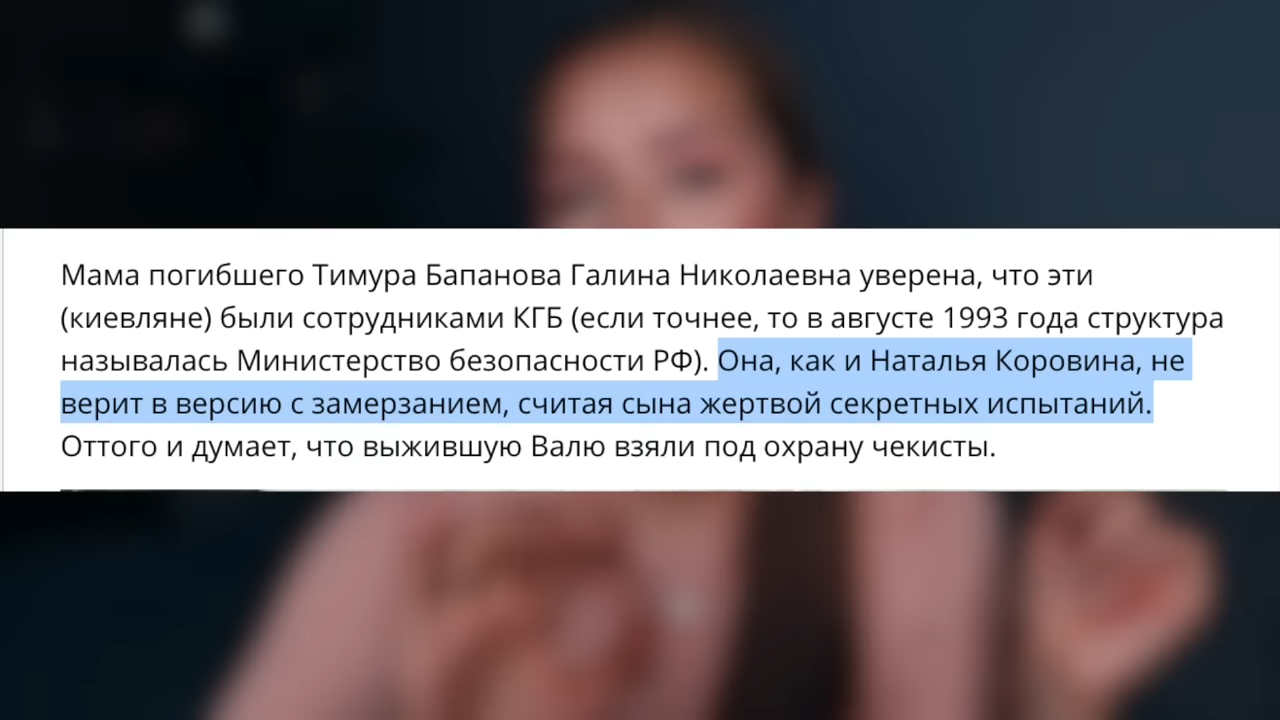 Мама погибшего Тимура Бапанова Галина Николаевна уверена, что эти
(киевляне) были сотрудниками КГБ (если точнее, то в августе 1993 года структура
называлась Министерство безопасности РФ). Она, как и Наталья Коровина, не
верит в версию с замерзанием, считая сына жертвой секретных испытаний.
Оттого и думает, что выжившую Валю взяли под охрану чекисты.